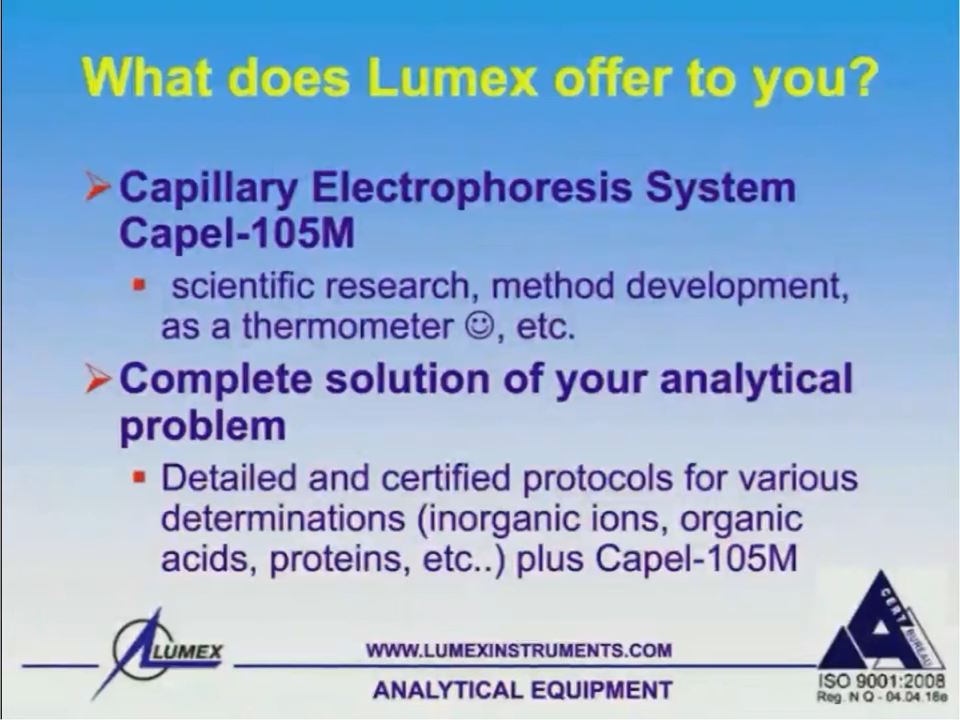 What does Lumex offer to you?
Capillary Electrophoresis System
Capel-105M
scientific research, method development,
as a thermometer ☺, etc.
Complete solution of your analytical
problem
Detailed and certified protocols for various
determinations (inorganic ions, organic
acids, proteins, etc..) plus Capel-105M
LUMEX
WWW.LUMEXINSTRUMENTS.COM
ANALYTICAL EQUIPMENT
CERT
BUREAU
ISO 9001:2008
Reg. N Q - 04.04.16e